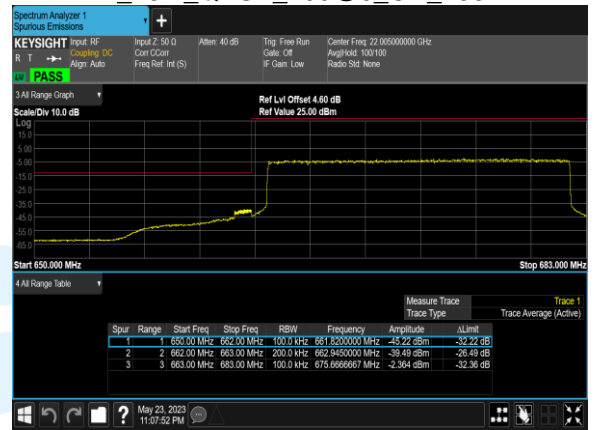 Spectrum Analyzer 1
Spurious Emissions
+
KEYSIGHT Input: RF Input Z: 50 Ω Atten: 40 dB Trig: Free Run Center Freq: 22.005000000 GHz
R T Coupling: DC Corr CCorr Gate: Off Avg|Hold: 100/100
Align: Auto Freq Ref: Int (S) IF Gain: Low Radio Std: None
PASS
3 All Range Graph
Ref Lvl Offset 4.60 dB
Scale/Div 10.0 dB Ref Value 25.00 dBm
Log
15.0
5.00
-5.00
-15.0
-25.0
-35.0
-45.0
-55.0
-65.0
Start 650.000 MHz Stop 683.000 MHz
4 All Range Table
Measure Trace Trace 1
Trace Type Trace Average (Active)
Spur Range Start Freq Stop Freq RBW Frequency Amplitude ΔLimit
1 1 650.00 MHz 662.00 MHz 100.0 kHz 661.8200000 MHz -45.22 dBm -32.22 dB
2 2 662.00 MHz 663.00 MHz 200.0 kHz 662.9450000 MHz -39.49 dBm -26.49 dB
3 3 663.00 MHz 683.00 MHz 100.0 kHz 675.6666667 MHz -2.364 dBm -32.36 dB
? May 23, 2023
11:07:52 PM